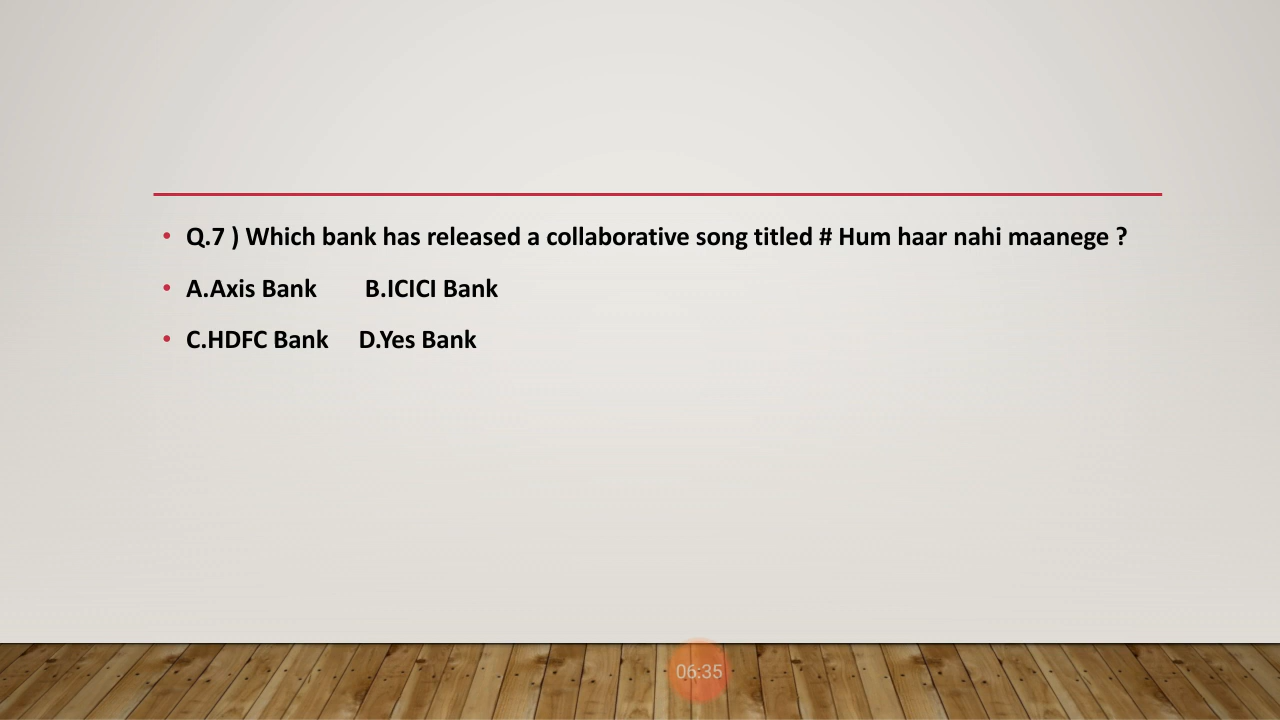 • Q.7 ) Which bank has released a collaborative song titled # Hum haar nahi maanege ?
• A.Axis Bank B.ICICI Bank
• C.HDFC Bank D.Yes Bank
06:35